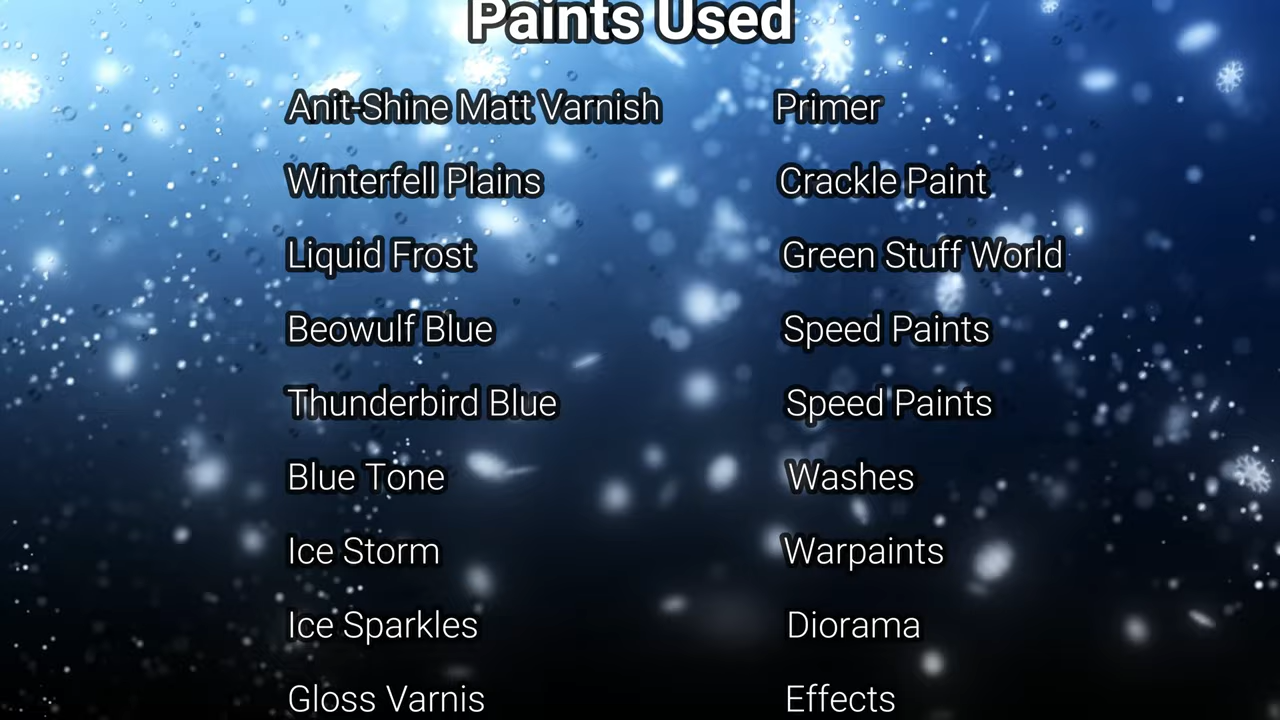 Paints Used
Anit-Shine Matt Varnish Primer
Winterfell Plains Crackle Paint
Liquid Frost Green Stuff World
Beowulf Blue Speed Paints
Thunderbird Blue Speed Paints
Blue Tone Washes
Ice Storm Warpaints
Ice Sparkles Diorama
Gloss Varnis Effects